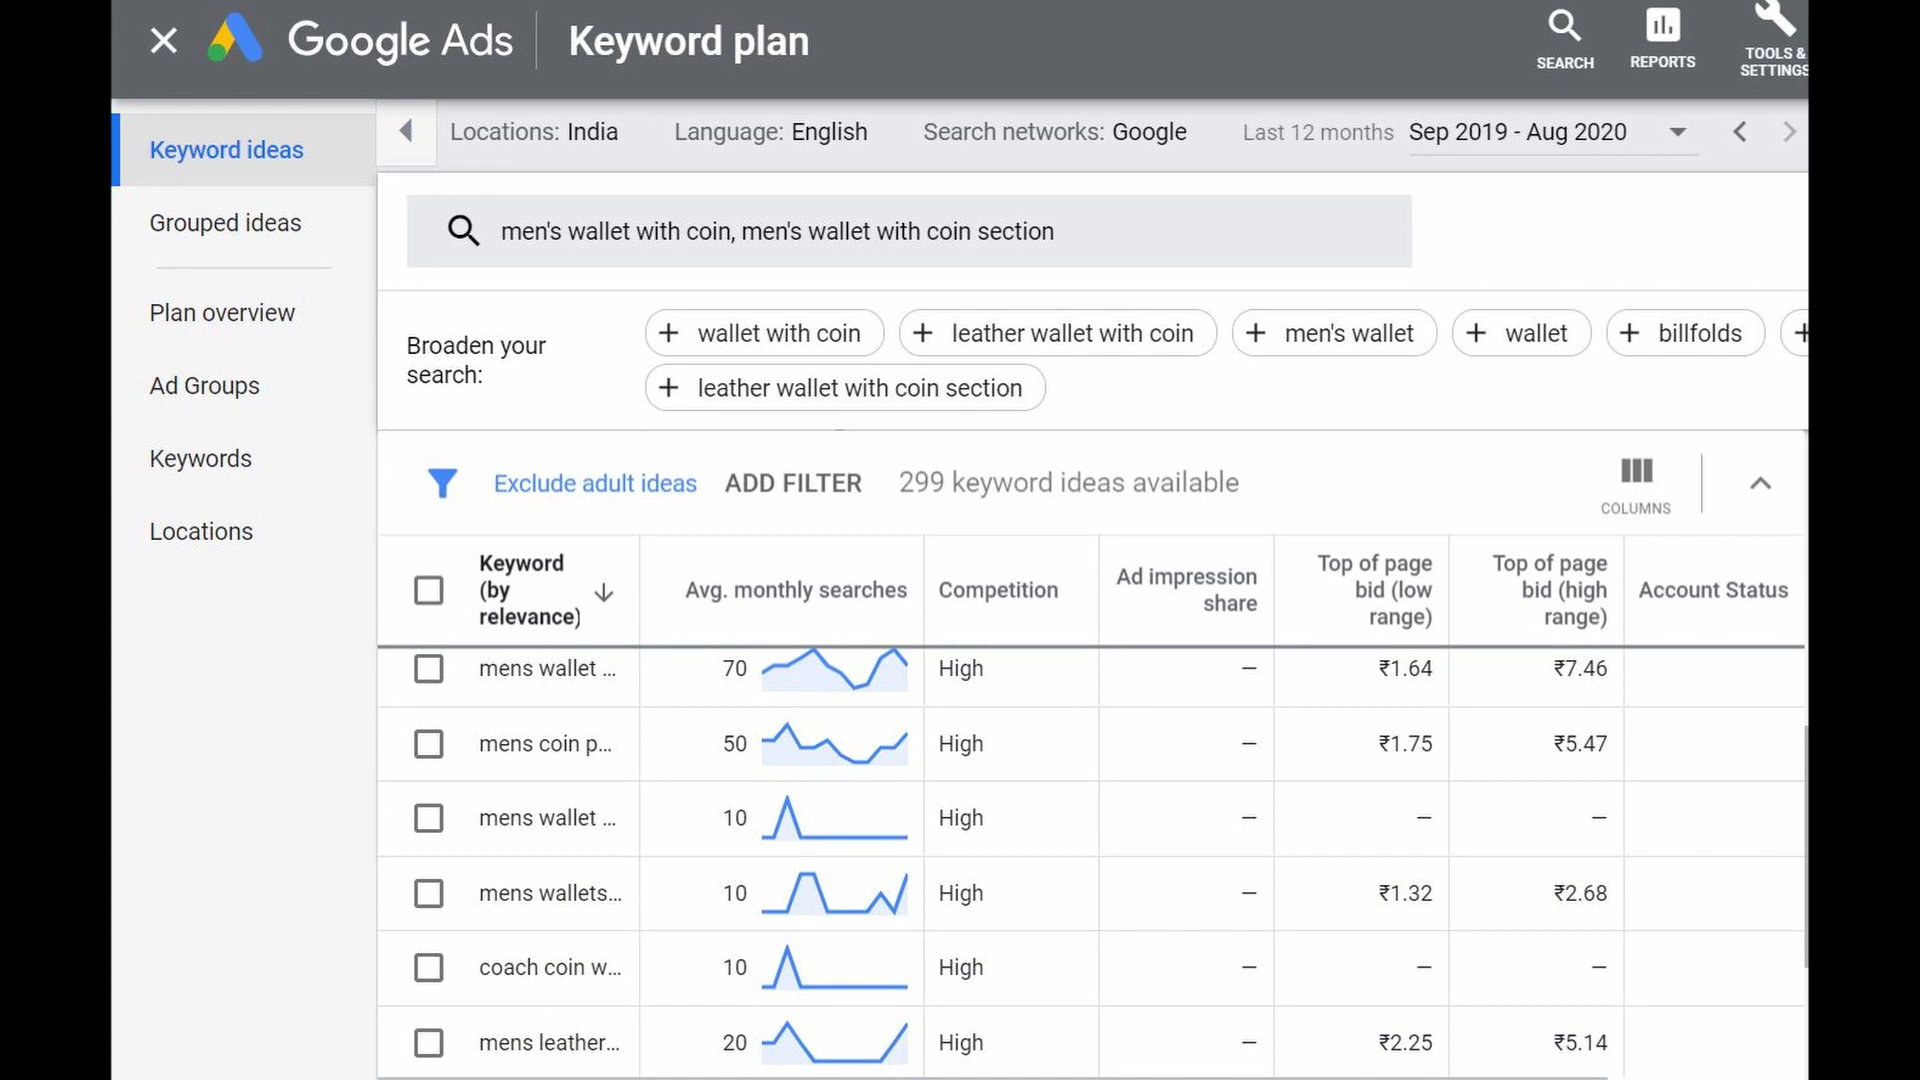 Google Ads Keyword plan
SEARCH
REPORTS
TOOLS &
SETTINGS
Keyword ideas
Grouped ideas
Plan overview
Ad Groups
Keywords
Locations
Locations: India Language: English Search networks: Google Last 12 months Sep 2019 - Aug 2020
men's wallet with coin, men's wallet with coin section
Broaden your
search:
+ wallet with coin + leather wallet with coin + men's wallet + wallet + billfolds +
+ leather wallet with coin section
Exclude adult ideas ADD FILTER 299 keyword ideas available
COLUMNS
Keyword
(by
relevance)
Avg. monthly searches
Competition
Ad impression
share
Top of page
bid (low
range)
Top of page
bid (high
range)
Account Status
mens wallet ... 70 High – ₹1.64 ₹7.46
mens coin p... 50 High – ₹1.75 ₹5.47
mens wallet ... 10 High – – –
mens wallets... 10 High – ₹1.32 ₹2.68
coach coin w... 10 High – – –
mens leather... 20 High – ₹2.25 ₹5.14